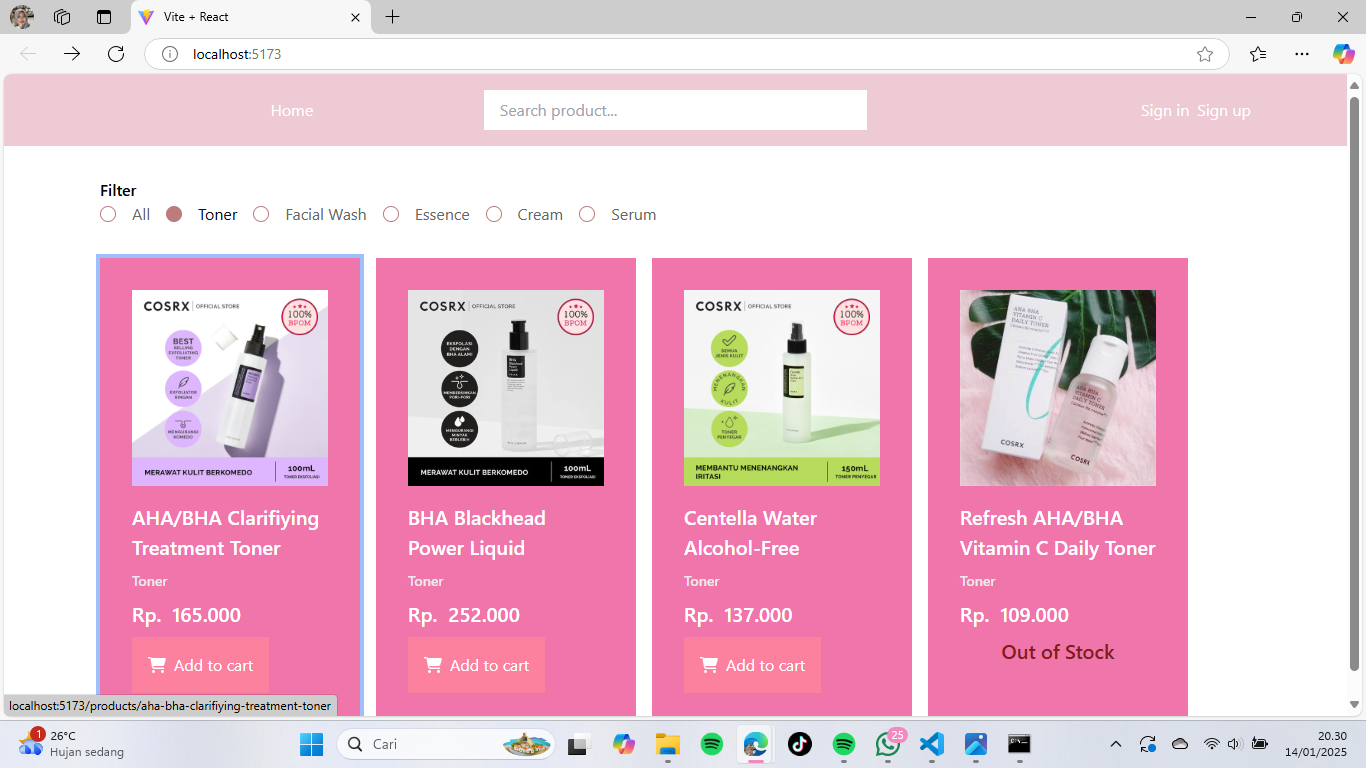 Vite + React
localhost:5173
Home
Search product...
Sign in Sign up
Filter
All Toner Facial Wash Essence Cream Serum
COSRX | OFFICIAL STORE
100%
BPOM
BEST
SELLING
EXFOLIATING
TONER
EKSFOLIATOR
RINGAN
MENGURANGI
KOMEDO
MERAWAT KULIT BERKOMEDO
100mL
TONER EKSFOLIASI
AHA/BHA Clarifiying
Treatment Toner
Toner
Rp. 165.000
Add to cart
COSRX | OFFICIAL STORE
100%
BPOM
EKSFOLIASI
DENGAN
BHA ALAMI
MEMBERSIHKAN
PORI-PORI
MENGURANGI
MINYAK
BERLEBIH
MERAWAT KULIT BERKOMEDO
100mL
TONER EKSFOLIASI
BHA Blackhead
Power Liquid
Toner
Rp. 252.000
Add to cart
COSRX | OFFICIAL STORE
100%
BPOM
SEMUA
JENIS KULIT
MENENANGKAN
KULIT
TONER
PENYEGAR
MEMBANTU MENENANGKAN
IRITASI
150mL
TONER PENYEGAR
Centella Water
Alcohol-Free
Toner
Rp. 137.000
Add to cart
AHA BHA
VITAMIN C
DAILY TONER
COSRX
AHA BHA
VITAMIN C
DAILY TONER
COSRX
Refresh AHA/BHA
Vitamin C Daily Toner
Toner
Rp. 109.000
Out of Stock
localhost:5173/products/aha-bha-clarifiying-treatment-toner
1
26°C
Hujan sedang
Cari
25
20.30
14/01/2025